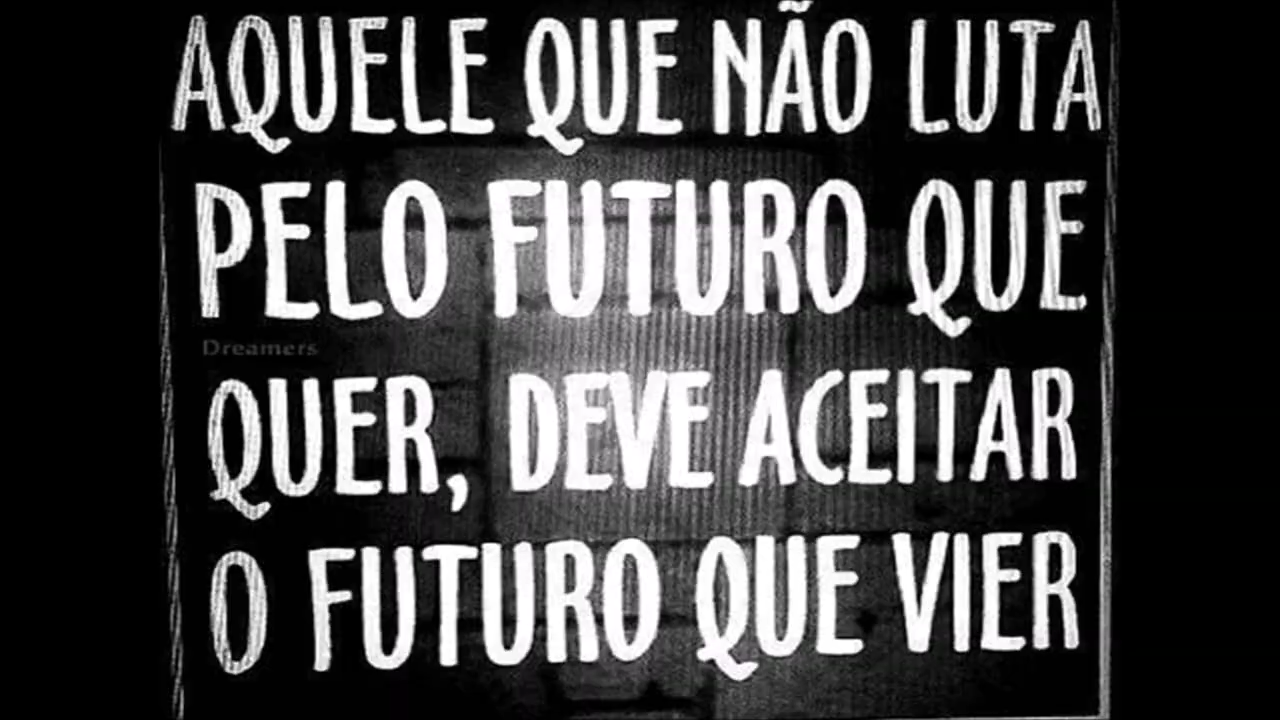 AQUELE QUE NÃO LUTA
PELO FUTURO QUE
Dreamers
QUER, DEVE ACEITAR
O FUTURO QUE VIER